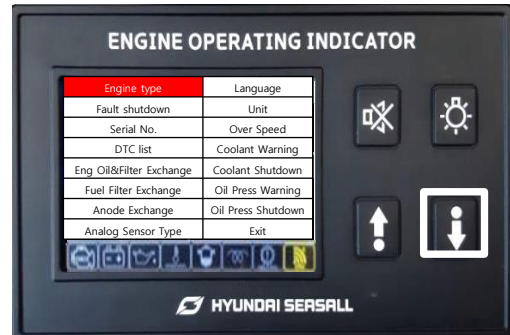 ENGINE OPERATING INDICATOR
Engine type
Language
Fault shutdown
Unit
Serial No.
Over Speed
DTC list
Coolant Warning
Eng Oil&Filter Exchange
Coolant Shutdown
Fuel Filter Exchange
Oil Press Warning
Anode Exchange
Oil Press Shutdown
Analog Sensor Type
Exit
HYUNDAI SEASALL